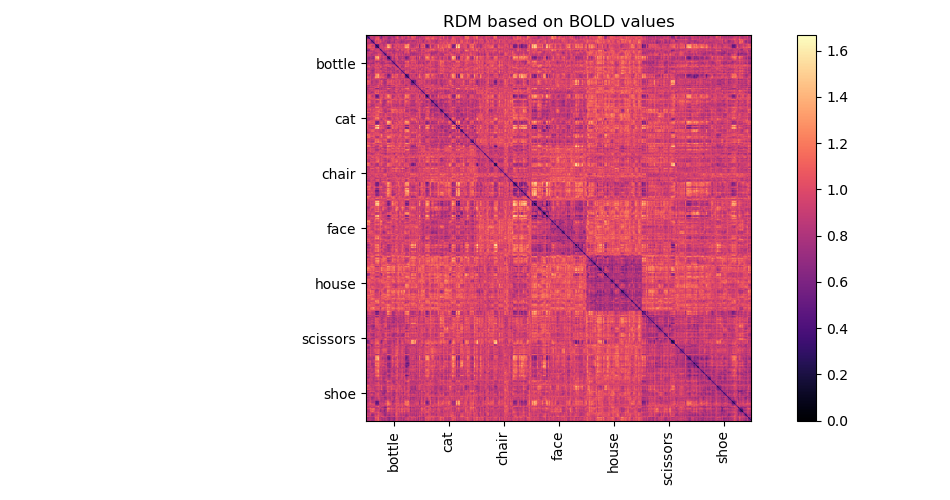 RDM based on BOLD values
bottle
cat
chair
face
house
scissors
shoe
bottle
cat
chair
face
house
scissors
shoe
1.6
1.4
1.2
1.0
0.8
0.6
0.4
0.2
0.0